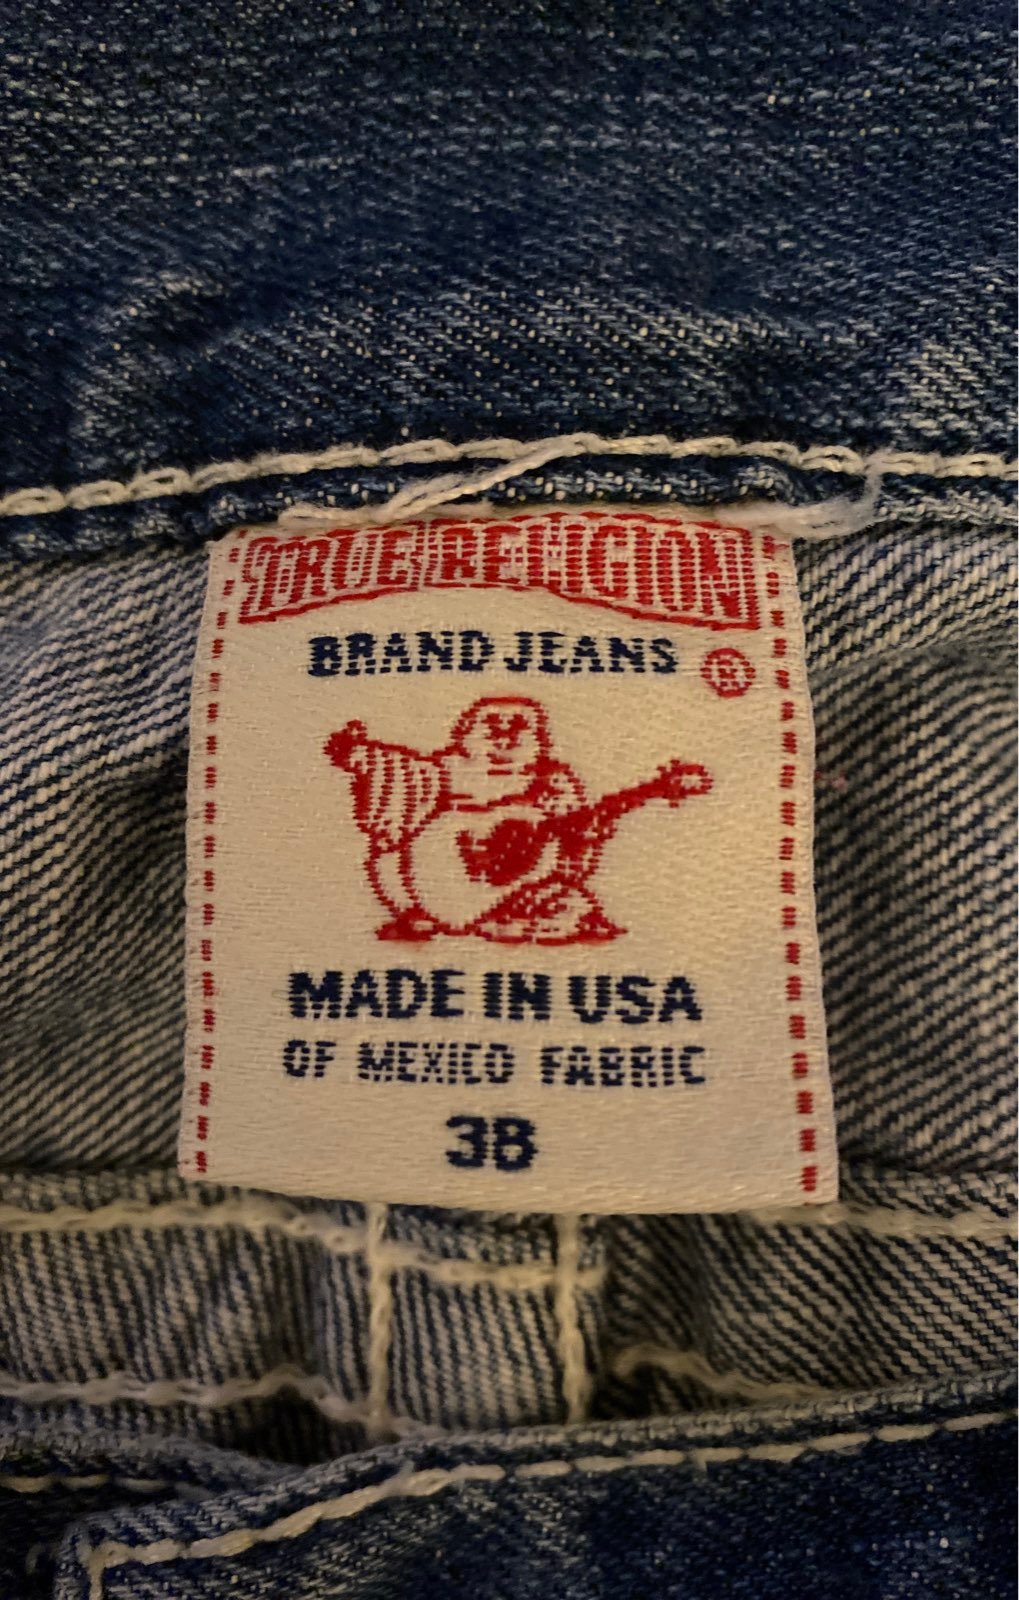 TRUE RELIGION
BRAND JEANS ®
MADE IN USA
OF MEXICO FABRIC
38